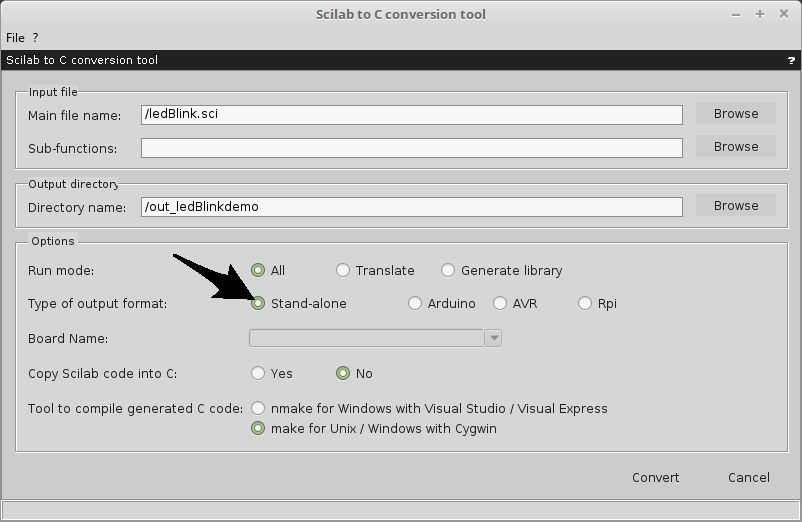 Scilab to C conversion tool
File ?
Scilab to C conversion tool ?
Input file
Main file name: /ledBlink.sci Browse
Sub-functions: Browse
Output directory
Directory name: /out_ledBlinkdemo Browse
Options
Run mode: All Translate Generate library
Type of output format: Stand-alone Arduino AVR Rpi
Board Name:
Copy Scilab code into C: Yes No
Tool to compile generated C code: nmake for Windows with Visual Studio / Visual Express
make for Unix / Windows with Cygwin
Convert Cancel